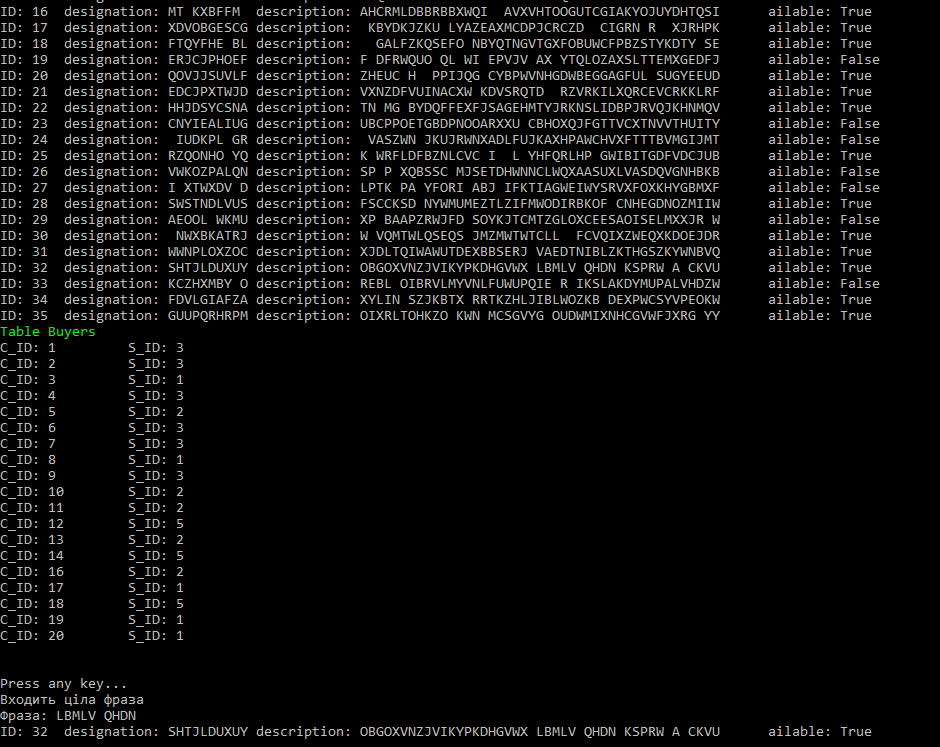 ID: 16  designation: MT KXBFFM  description: AHCRMLDBBRBBXWQI  AVXVHTOOGUTCGIAKYOJUYDHTQSI      ailable: True
ID: 17  designation: XDVOBGESCG description:  KBYDKJZKU LYAZEAXMCDPJCRCZD  CIGRN R  XJRHPK      ailable: True
ID: 18  designation: FTQYFHE BL description:   GALFZKQSEFO NBYQTNGVTGXFOBUWCFPBZSTYKDTY SE      ailable: True
ID: 19  designation: ERJCJPHOEF description: F DFRWQUO QL WI EPVJV AX YTQLOZAXSLTTEMXGEDFJ      ailable: False
ID: 20  designation: QOVJJSUVLF description: ZHEUC H  PPIJQG CYBPWVNHGDWBEGGAGFUL SUGYEEUD      ailable: True
ID: 21  designation: EDCJPXTWJD description: VXNZDFVUINACXW KDVSRQTD  RZVRKILXQRCEVCRKKLRF      ailable: True
ID: 22  designation: HHJDSYCSNA description: TN MG BYDQFFEXFJSAGEHMTYJRKNSLIDBPJRVQJKHNMQV      ailable: True
ID: 23  designation: CNYIEALIUG description: UBCPPOETGBDPNOOARXXU CBHOXQJFGTTVCXTNVVTHUITY      ailable: False
ID: 24  designation:  IUDKPL GR description:  VASZWN JKUJRWNXADLFUJKAXHPAWCHVXFTTTBVMGIJMT      ailable: False
ID: 25  designation: RZQONHO YQ description: K WRFLDFBZNLCVC I  L YHFQRLHP GWIBITGDFVDCJUB      ailable: True
ID: 26  designation: VWKOZPALQN description: SP P XQBSSC MJSETDHWNNCLWQXAASUXLVASDQVGNHBKB      ailable: False
ID: 27  designation: I XTWXDV D description: LPTK PA YFORI ABJ IFKTIAGWEIWYSRVXFOXKHYGBMXF      ailable: False
ID: 28  designation: SWSTNDLVUS description: FSCCKSD NYWMUMEZTLZIFMWODIRBKOF CNHEGDNOZMIIW      ailable: True
ID: 29  designation: AEOOL WKMU description: XP BAAPZRWJFD SOYKJTCMTZGLOXCEESAOISELMXXJR W      ailable: False
ID: 30  designation:  NWXBKATRJ description: W VQMTWLQSEQS JMZMWTWTCLL  FCVQIXZWEQXKDOEJDR      ailable: True
ID: 31  designation: WWNPLOXZOC description: XJDLTQIWAWUTDEXBBSERJ VAEDTNIBLZKTHGSZKYWNBVQ      ailable: True
ID: 32  designation: SHTJLDUXUY description: OBGOXVNZJVIKYPKDHGVWX LBMLV QHDN KSPRW A CKVU      ailable: True
ID: 33  designation: KCZHXMBY O description: REBL OIBRVLMYVNLFUWUPQIE R IKSLAKDYMUPALVHDZW      ailable: False
ID: 34  designation: FDVLGIAFZA description: XYLIN SZJKBTX RRTKZHLJIBLWOZKB DEXPWCSYVPEOKW      ailable: True
ID: 35  designation: GUUPQRHRPM description: OIXRLTOHKZO KWN MCSGVYYG OUDWMIXNHCGVWFJXRG YY      ailable: True
Table Buyers
C_ID: 1         S_ID: 3
C_ID: 2         S_ID: 3
C_ID: 3         S_ID: 1
C_ID: 4         S_ID: 3
C_ID: 5         S_ID: 2
C_ID: 6         S_ID: 3
C_ID: 7         S_ID: 3
C_ID: 8         S_ID: 1
C_ID: 9         S_ID: 3
C_ID: 10        S_ID: 2
C_ID: 11        S_ID: 2
C_ID: 12        S_ID: 5
C_ID: 13        S_ID: 2
C_ID: 14        S_ID: 5
C_ID: 16        S_ID: 2
C_ID: 17        S_ID: 1
C_ID: 18        S_ID: 5
C_ID: 19        S_ID: 1
C_ID: 20        S_ID: 1
Press any key...
Входить ціла фраза
Фраза: LBMLV QHDN
ID: 32  designation: SHTJLDUXUY description: OBGOXVNZJVIKYPKDHGVWX LBMLV QHDN KSPRW A CKVU      ailable: True